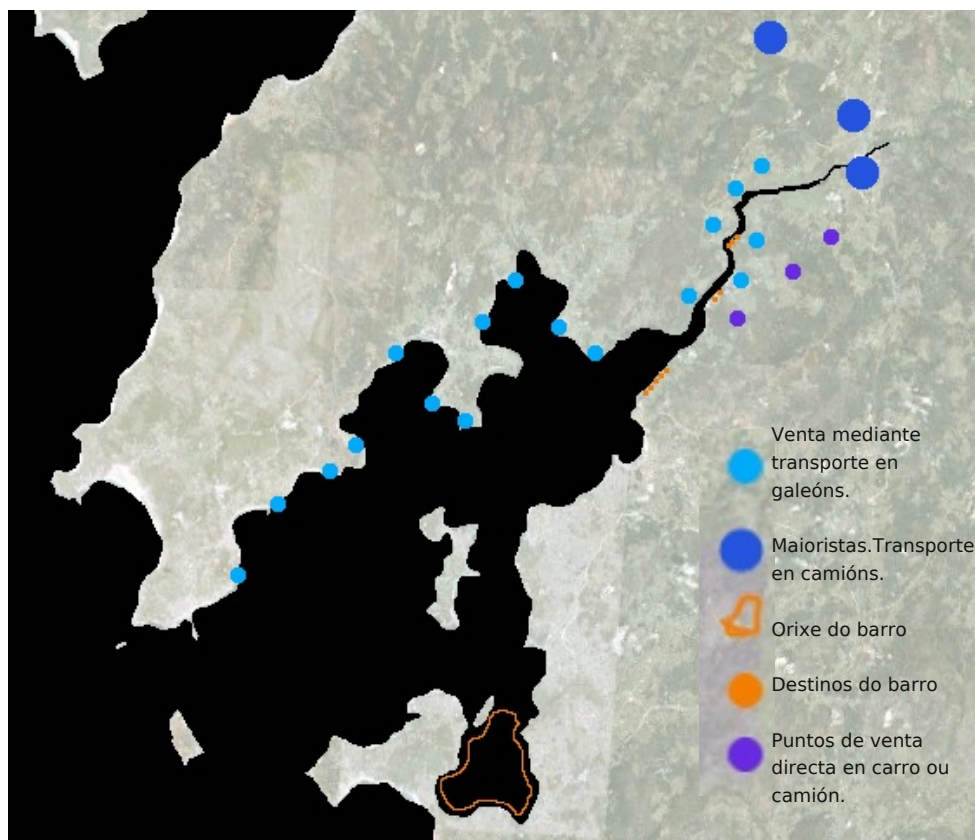 Venta mediante
transporte en
galeóns.
Maioristas.Transporte
en camións.
Orixe do barro
Destinos do barro
Puntos de venta
directa en carro ou
camión.